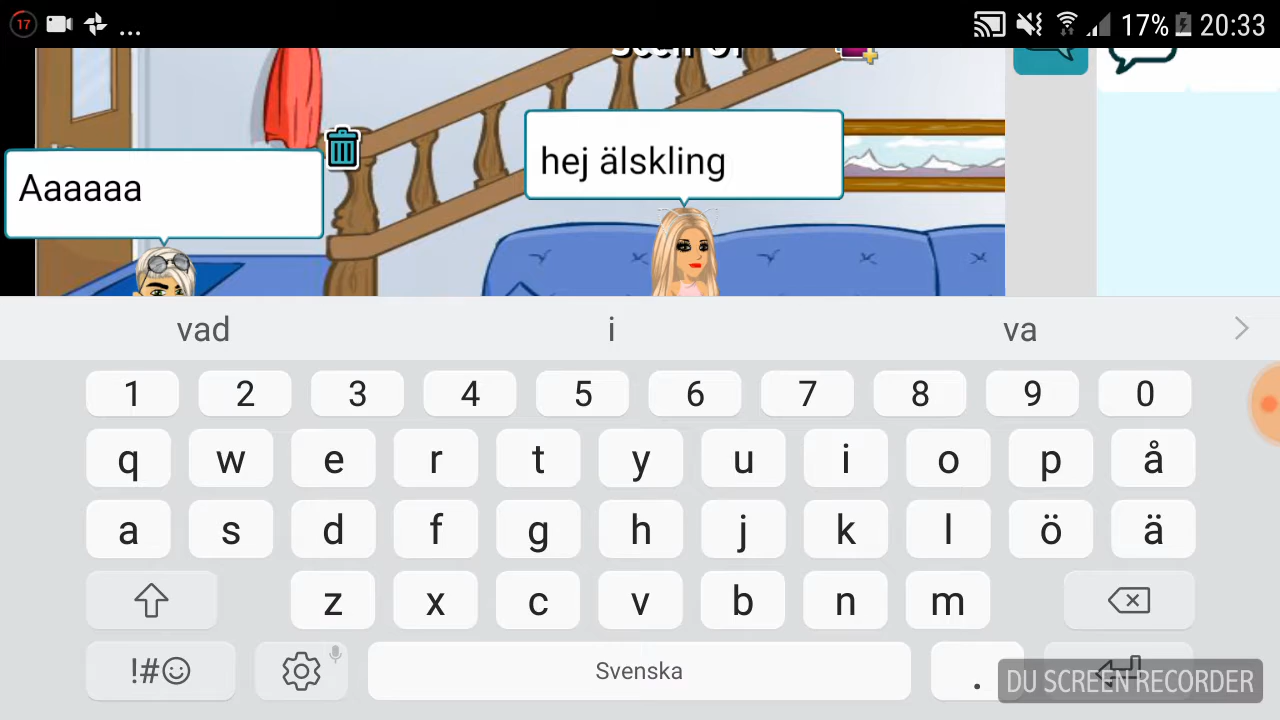 17 ... 17% 20:33
Aaaaaa
hej älskling
vad i va
1 2 3 4 5 6 7 8 9 0
q w e r t y u i o p å
a s d f g h j k l ö ä
z x c v b n m
!#☺ Svenska .
DU SCREEN RECORDER